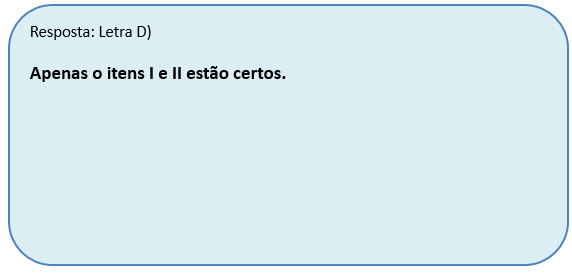 Resposta: Letra D)
Apenas o itens I e II estão certos.